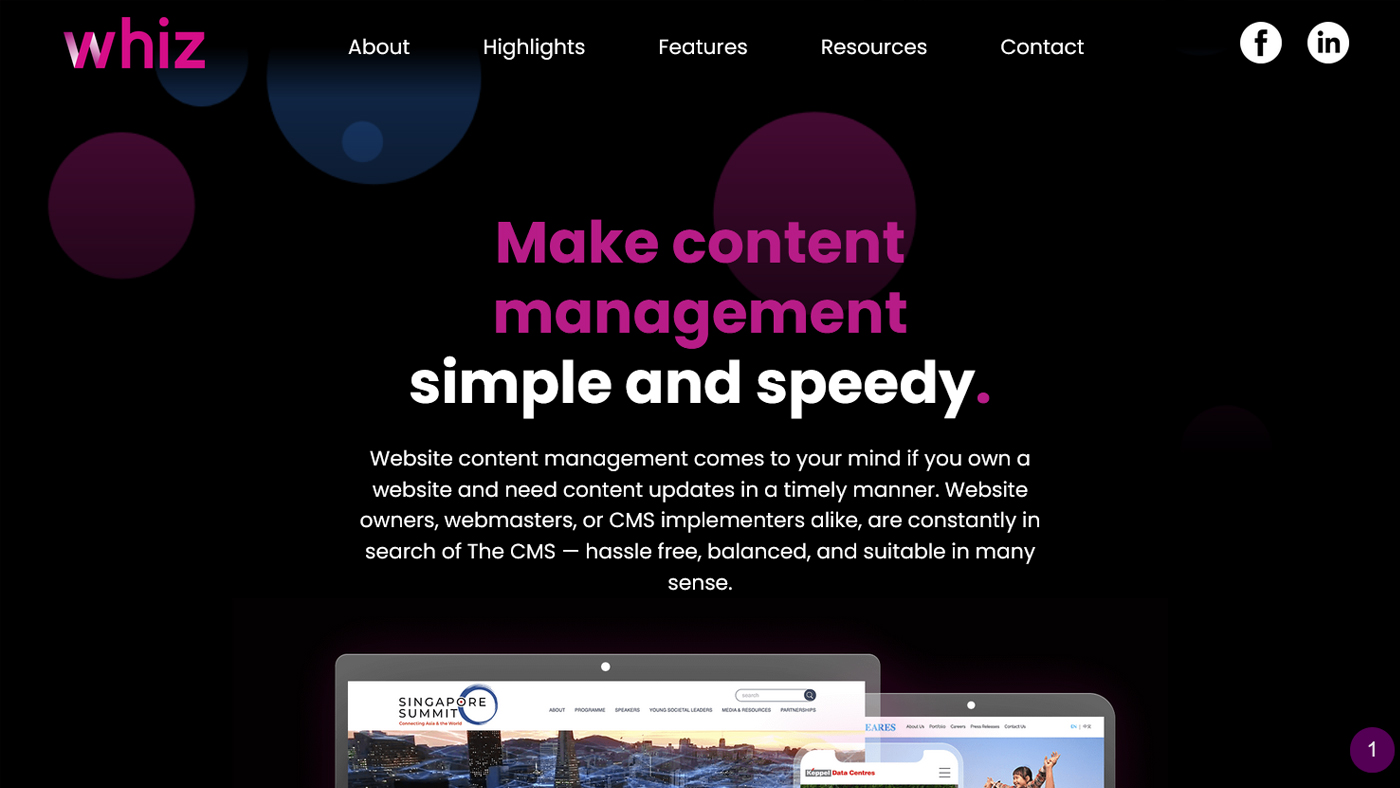 whiz
About
Highlights
Features
Resources
Contact
f
in
Make content
management
simple and speedy.
Website content management comes to your mind if you own a
website and need content updates in a timely manner. Website
owners, webmasters, or CMS implementers alike, are constantly in
search of The CMS — hassle free, balanced, and suitable in many
sense.
SINGAPORE
SUMMIT
Connecting Asia & the World
search
ABOUT
PROGRAMME
SPEAKERS
YOUNG SOCIETAL LEADERS
MEDIA & RESOURCES
PARTNERSHIPS
EARES
About Us
Portfolio
Careers
Press Releases
Contact Us
EN | 中文
Keppel Data Centres
1